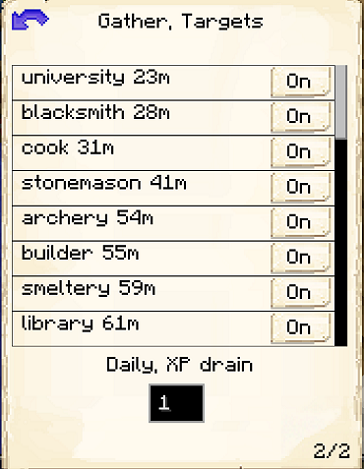 Gather, Targets
university 23m On
blacksmith 28m On
cook 31m On
stonemason 41m On
archery 54m On
builder 55m On
smeltery 59m On
library 61m On
Daily, XP drain
1
2/2